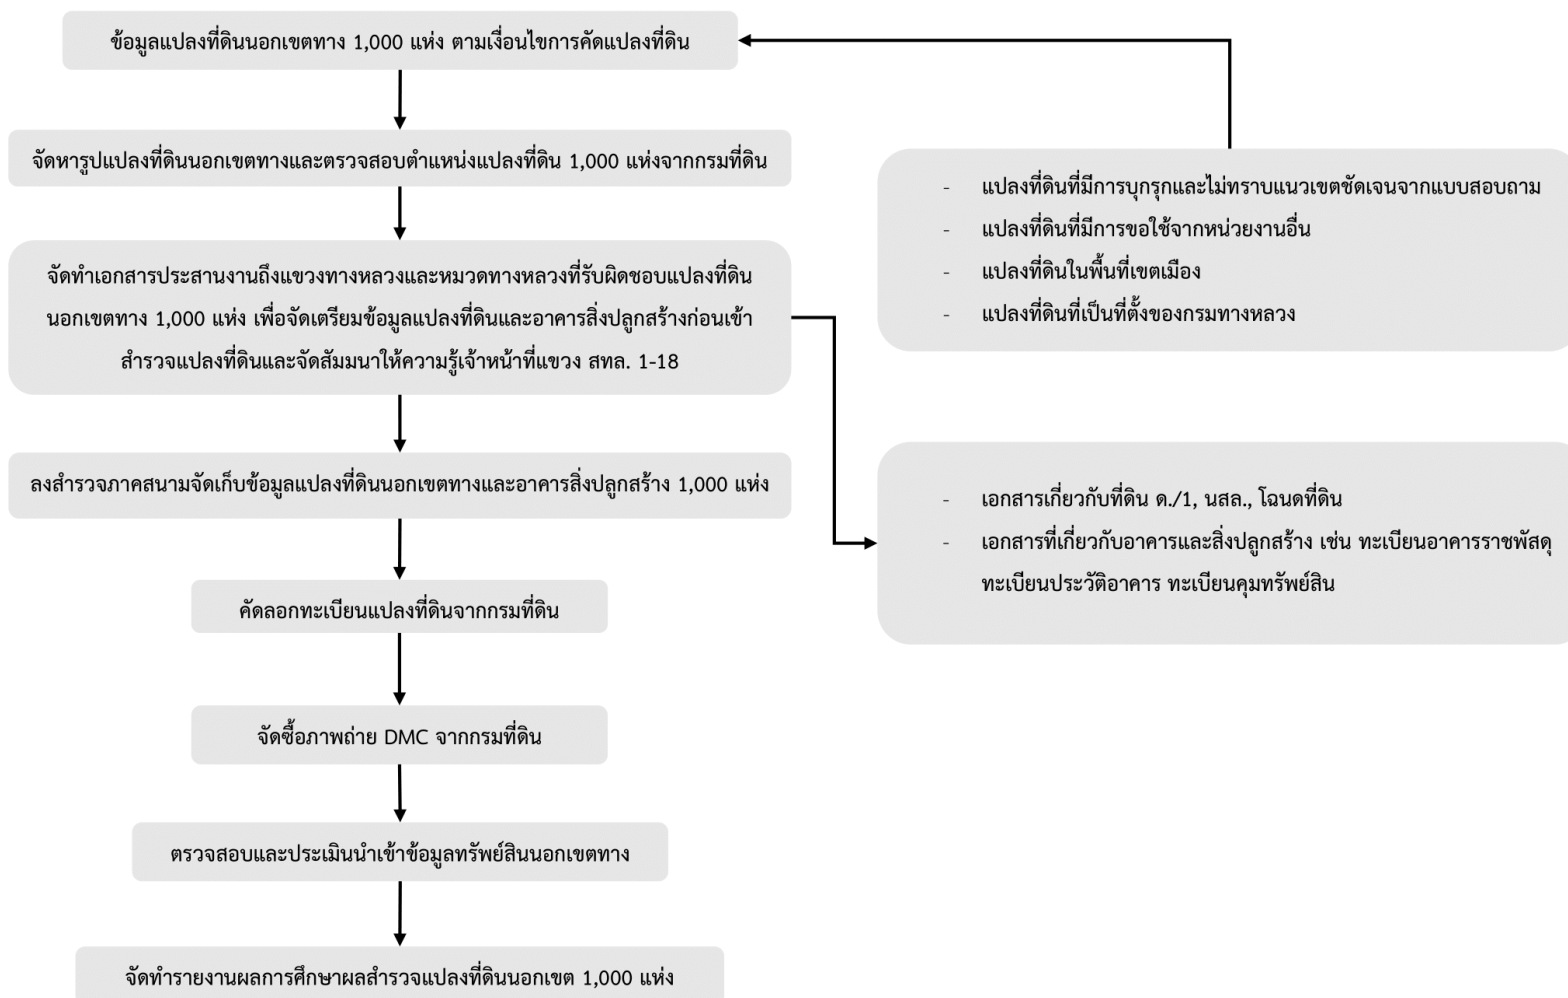 ข้อมูลแปลงที่ดินนอกเขตทาง 1,000 แห่ง ตามเงื่อนไขการคัดแปลงที่ดิน
จัดหารูปแปลงที่ดินนอกเขตทางและตรวจสอบตำแหน่งแปลงที่ดิน 1,000 แห่งจากกรมที่ดิน
จัดทำเอกสารประสานงานถึงแขวงทางหลวงและหมวดทางหลวงที่รับผิดชอบแปลงที่ดิน
นอกเขตทาง 1,000 แห่ง เพื่อจัดเตรียมข้อมูลแปลงที่ดินและอาคารสิ่งปลูกสร้างก่อนเข้า
สำรวจแปลงที่ดินและจัดสัมมนาให้ความรู้เจ้าหน้าที่แขวง สทล. 1-18
ลงสำรวจภาคสนามจัดเก็บข้อมูลแปลงที่ดินนอกเขตทางและอาคารสิ่งปลูกสร้าง 1,000 แห่ง
คัดลอกทะเบียนแปลงที่ดินจากกรมที่ดิน
จัดซื้อภาพถ่าย DMC จากกรมที่ดิน
ตรวจสอบและประเมินนำเข้าข้อมูลทรัพย์สินนอกเขตทาง
จัดทำรายงานผลการศึกษาผลสำรวจแปลงที่ดินนอกเขต 1,000 แห่ง
- แปลงที่ดินที่มีการบุกรุกและไม่ทราบแนวเขตชัดเจนจากแบบสอบถาม
- แปลงที่ดินที่มีการขอใช้จากหน่วยงานอื่น
- แปลงที่ดินในพื้นที่เขตเมือง
- แปลงที่ดินที่เป็นที่ตั้งของกรมทางหลวง
- เอกสารเกี่ยวกับที่ดิน ด./1, นสล., โฉนดที่ดิน
- เอกสารที่เกี่ยวกับอาคารและสิ่งปลูกสร้าง เช่น ทะเบียนอาคารราชพัสดุ
ทะเบียนประวัติอาคาร ทะเบียนคุมทรัพย์สิน